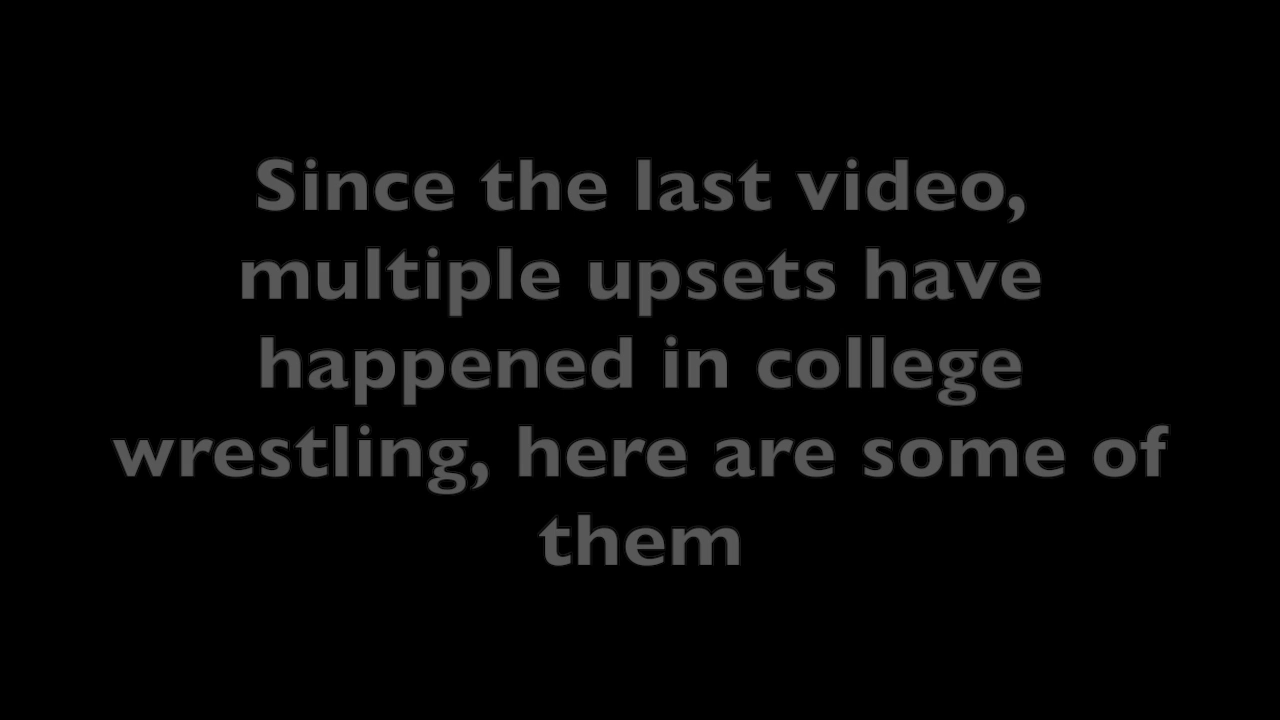 Since the last video,
multiple upsets have
happened in college
wrestling, here are some of
them